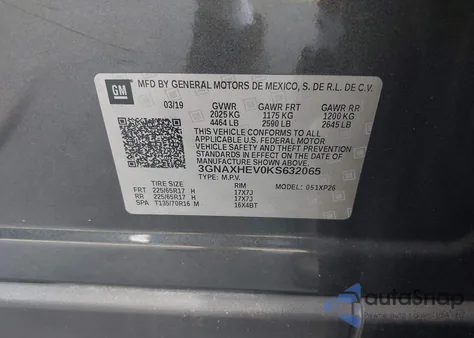 GM
MFD BY GENERAL MOTORS DE MEXICO, S. DE R.L. DE C.V.
03/19 GVWR GAWR FRT GAWR RR
2025 KG 1175 KG 1200 KG
4464 LB 2590 LB 2645 LB
THIS VEHICLE CONFORMS TO ALL
APPLICABLE U.S. FEDERAL MOTOR
VEHICLE SAFETY AND THEFT PREVENTION STANDARDS
IN EFFECT ON THE DATE OF MANUFACTURE SHOWN ABOVE.
3GNAXHEV0KS632065
TYPE: M.P.V. MODEL: 051XP26
TIRE SIZE RIM
FRT 225/65R17 H 17X7J
RR 225/65R17 H 17X7J
SPA T135/70R16 M 16X4BT
autoSnap